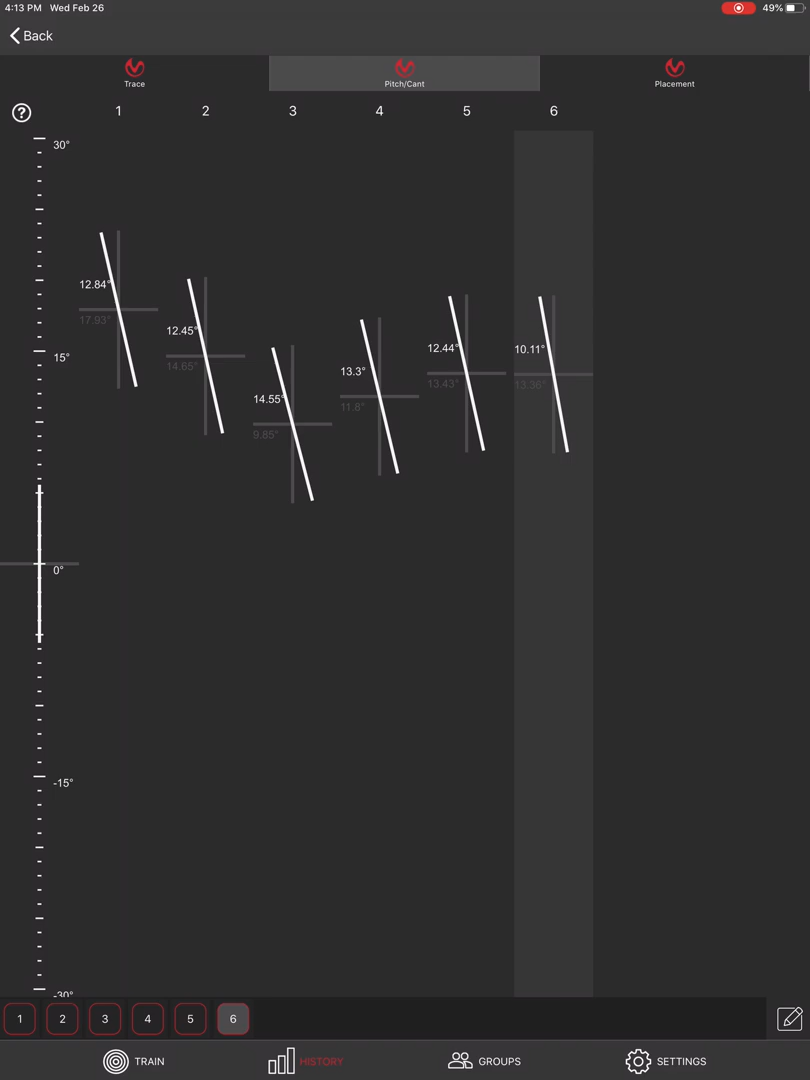 4:13 PM Wed Feb 26
49%
Back
Trace
Pitch/Cant
Placement
1 2 3 4 5 6
30°
12.84°
17.93°
12.45°
14.65°
15°
12.44°
10.11°
13.3°
13.43°
13.36°
14.55°
11.8°
9.85°
0°
-15°
-30°
1 2 3 4 5 6
TRAIN
HISTORY
GROUPS
SETTINGS